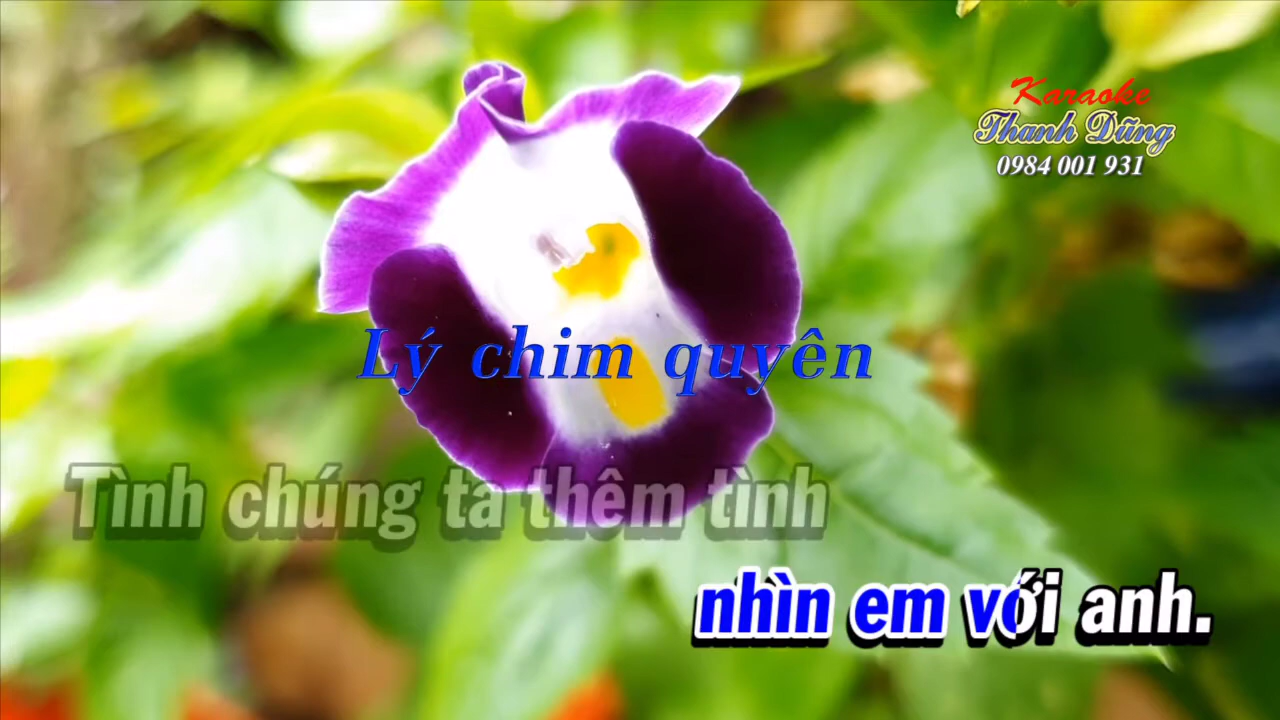 Karaoke
Thanh Dũng
0984 001 931
Lý chim quyên
Tình chúng ta thêm tình
nhìn em với anh.